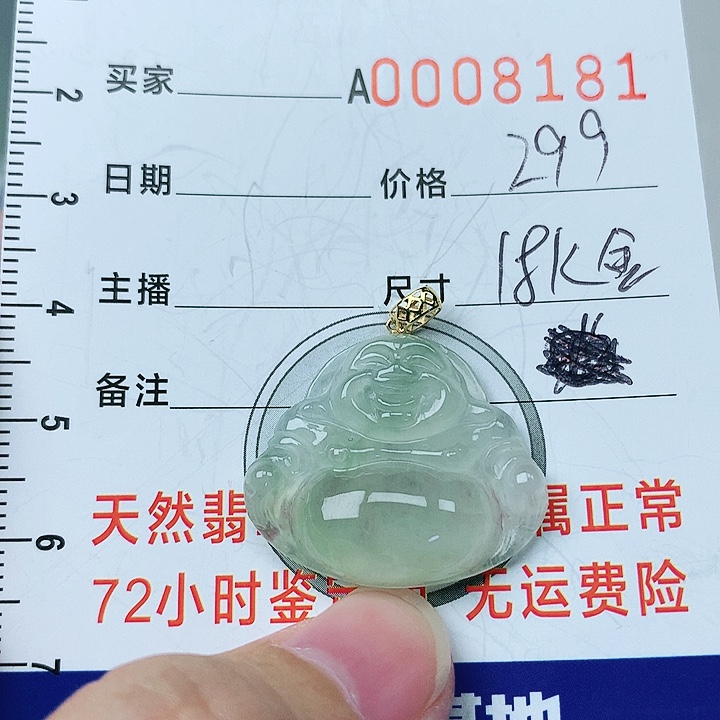 2 买家 A0008181
3 日期 价格 299
4 主播 尺寸 18K金
5 备注
6 天然翡 属正常
72小时鉴 无运费险
7 基地